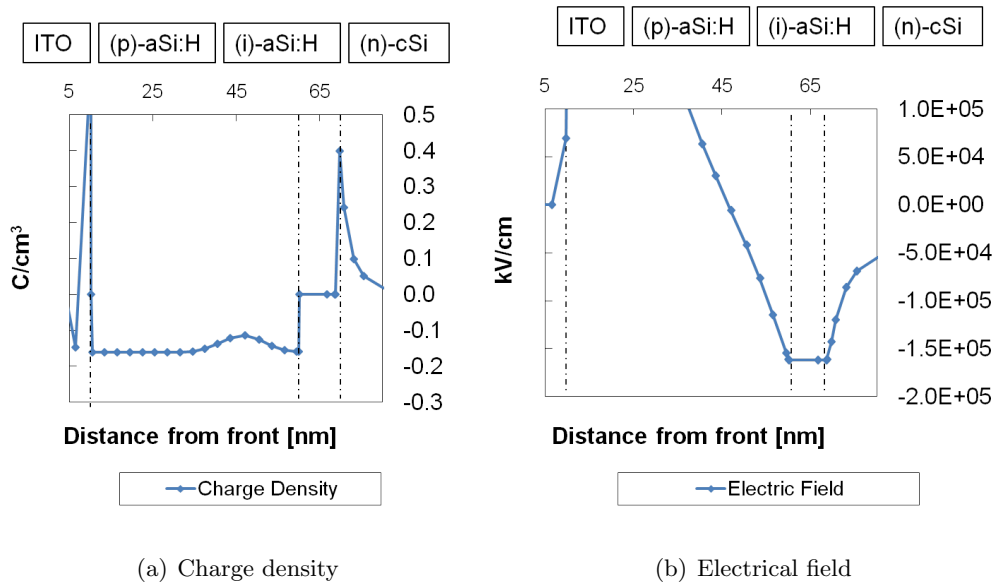 ITO (p)-aSi:H (i)-aSi:H (n)-cSi
5 25 45 65
0.5
0.4
0.3
0.2
0.1
0.0
-0.1
-0.2
-0.3
C/cm³
Distance from front [nm]
Charge Density
(a) Charge density
ITO (p)-aSi:H (i)-aSi:H (n)-cSi
5 25 45 65
1.0E+05
5.0E+04
0.0E+00
-5.0E+04
-1.0E+05
-1.5E+05
-2.0E+05
kV/cm
Distance from front [nm]
Electric Field
(b) Electrical field